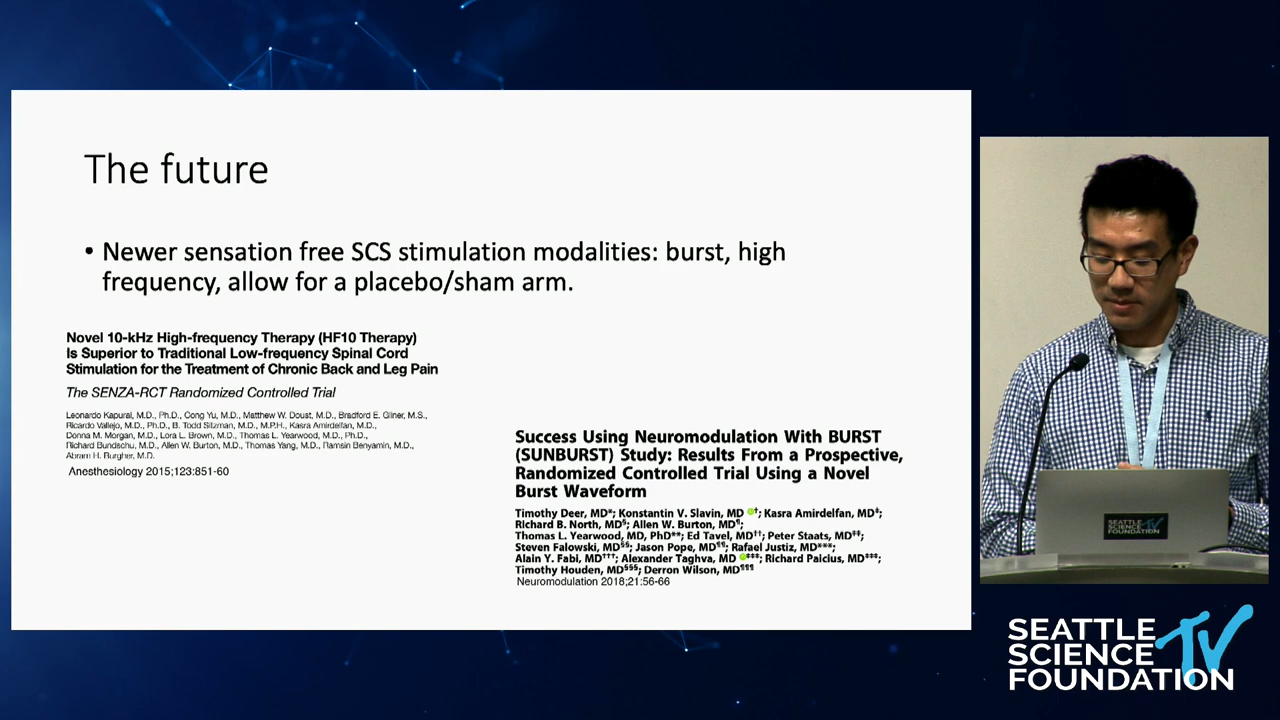 The future
• Newer sensation free SCS stimulation modalities: burst, high
frequency, allow for a placebo/sham arm.
Novel 10-kHz High-frequency Therapy (HF10 Therapy)
Is Superior to Traditional Low-frequency Spinal Cord
Stimulation for the Treatment of Chronic Back and Leg Pain
The SENZA-RCT Randomized Controlled Trial
Leonardo Kapural, M.D., Ph.D., Cong Yu, M.D., Matthew W. Doust, M.D., Bradford E. Gliner, M.S.,
Ricardo Vallejo, M.D., Ph.D., B. Todd Sitzman, M.D., M.P.H., Kasra Amirdelfan, M.D.,
Donna M. Morgan, M.D., Lora L. Brown, M.D., Thomas L. Yearwood, M.D., Ph.D.,
Richard Bundschu, M.D., Allen W. Burton, M.D., Thomas Yang, M.D., Ramsin Benyamin, M.D.,
Abram H. Burgher, M.D.
Anesthesiology 2015;123:851-60
Success Using Neuromodulation With BURST
(SUNBURST) Study: Results From a Prospective,
Randomized Controlled Trial Using a Novel
Burst Waveform
Timothy Deer, MD*; Konstantin V. Slavin, MD †; Kasra Amirdelfan, MD‡;
Richard B. North, MD§; Allen W. Burton, MD¶;
Thomas L. Yearwood, MD, PhD**; Ed Tavel, MD††; Peter Staats, MD‡‡;
Steven Falowski, MD§§; Jason Pope, MD¶¶; Rafael Justiz, MD***;
Alain Y. Fabi, MD†††; Alexander Taghva, MD ‡‡‡; Richard Paicius, MD‡‡‡;
Timothy Houden, MD§§§; Derron Wilson, MD¶¶¶
Neuromodulation 2018;21:56-66
SEATTLE
SCIENCE
FOUNDATION
SEATTLE
SCIENCE TV
FOUNDATION